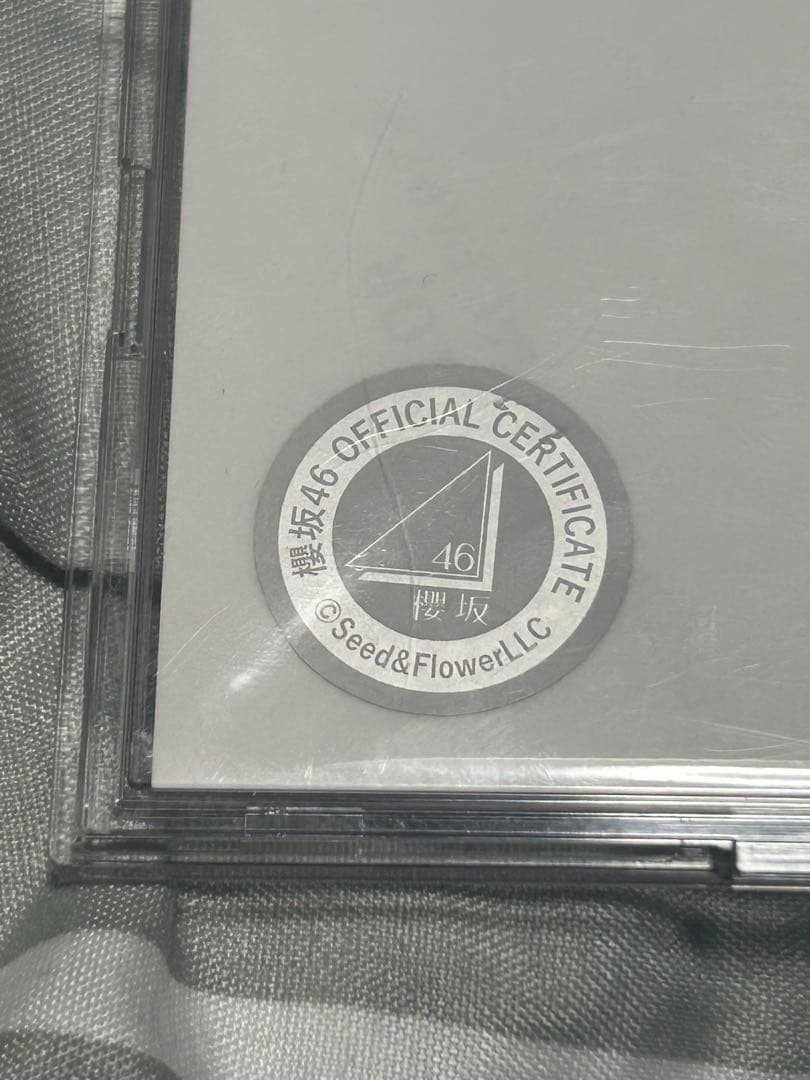 櫻坂46 OFFICIAL CERTIFICATE
46
櫻坂
©Seed&FlowerLLC